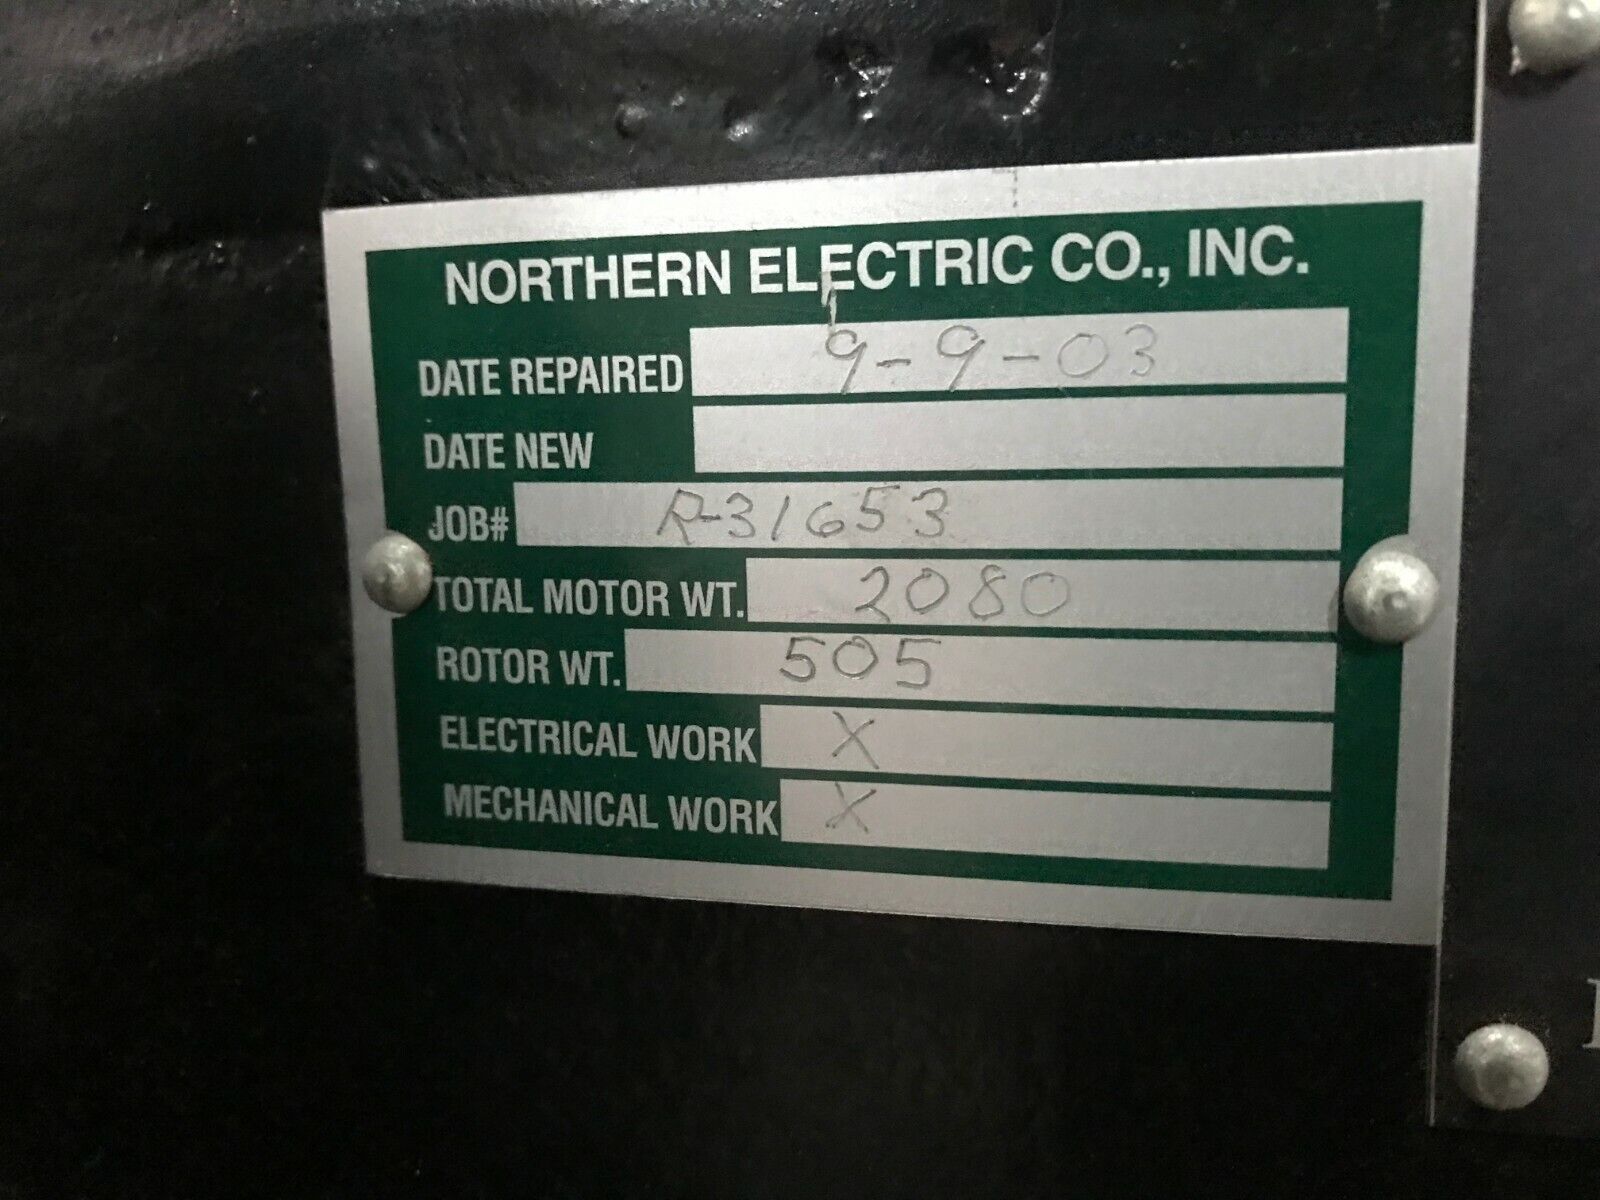 NORTHERN ELECTRIC CO., INC.
DATE REPAIRED 9-9-03
DATE NEW
JOB# R-31653
TOTAL MOTOR WT. 2080
ROTOR WT. 505
ELECTRICAL WORK X
MECHANICAL WORK X